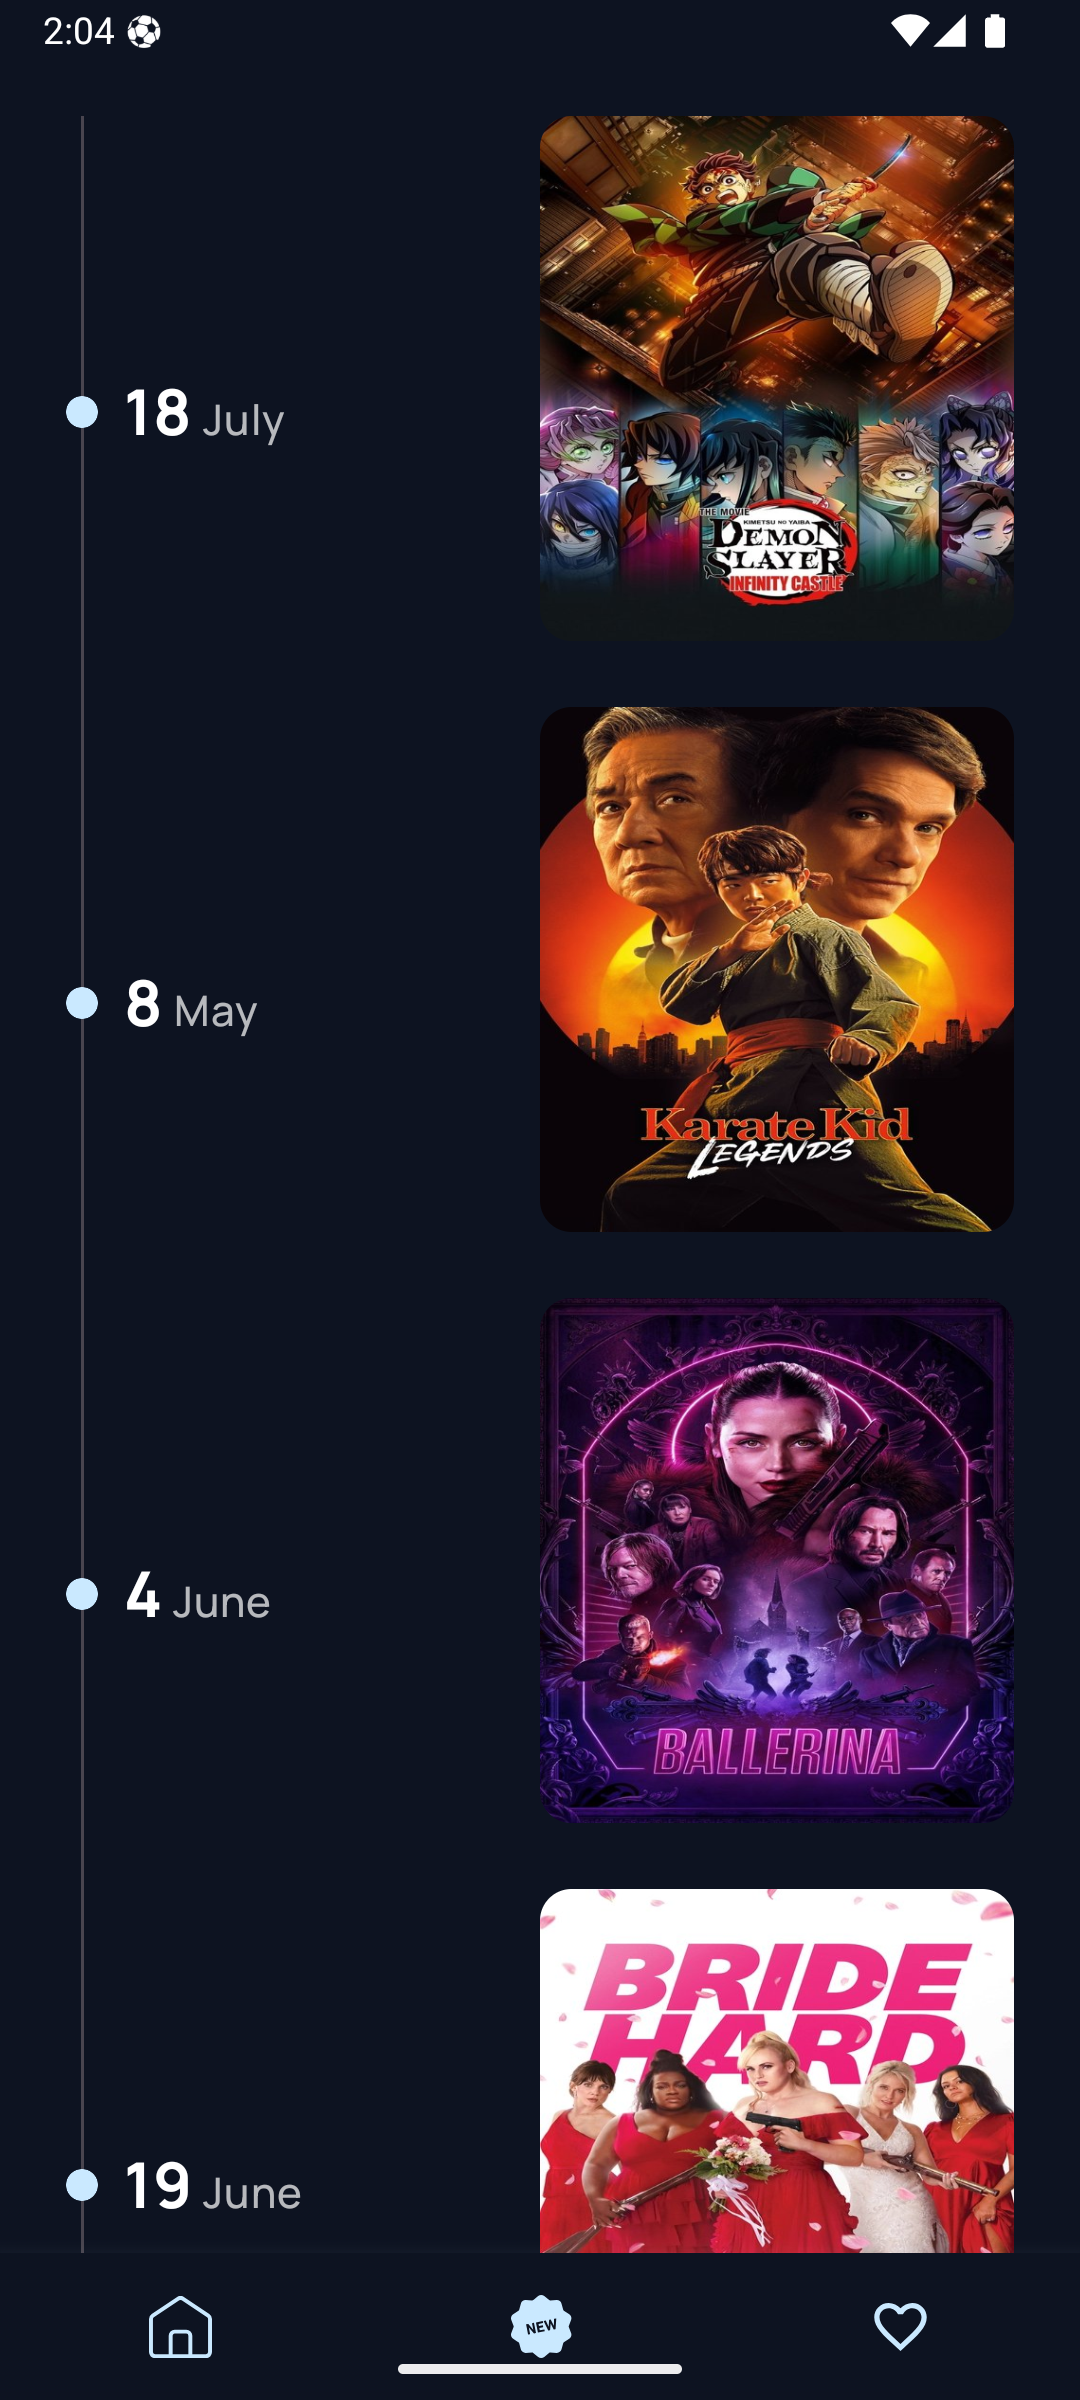 2:04
18 July
THE MOVIE
KIMETSU NO YAIBA
DEMON
SLAYER
INFINITY CASTLE
8 May
Karate Kid
LEGENDS
4 June
BALLERINA
BRIDE
HARD
19 June
NEW